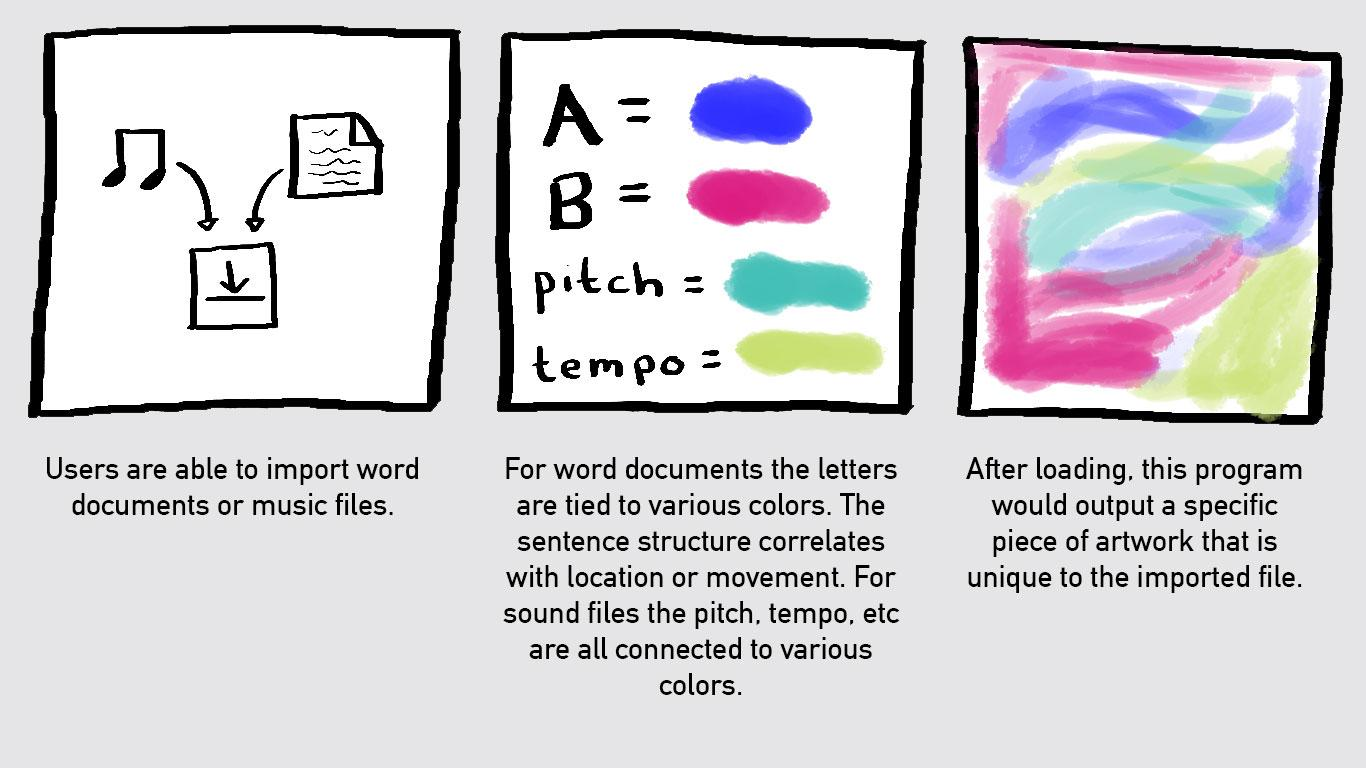 A =
B =
pitch =
tempo =
Users are able to import word
documents or music files.
For word documents the letters
are tied to various colors. The
sentence structure correlates
with location or movement. For
sound files the pitch, tempo, etc
are all connected to various
colors.
After loading, this program
would output a specific
piece of artwork that is
unique to the imported file.